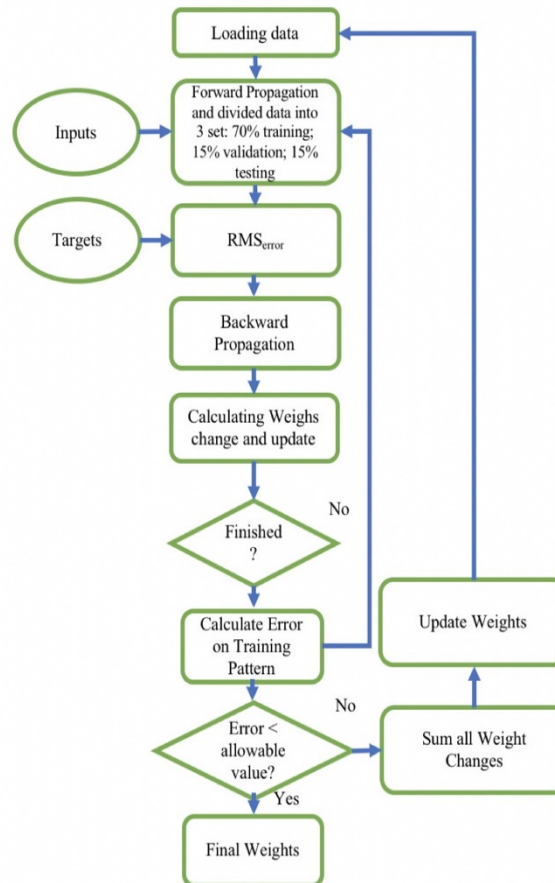 Loading data
Forward Propagation
and divided data into
3 set: 70% training;
15% validation; 15%
testing
Inputs
Targets
RMSerror
Backward
Propagation
Calculating Weighs
change and update
No
Finished
?
Calculate Error
on Training
Pattern
Update Weights
No
Error <
allowable
value?
Sum all Weight
Changes
Yes
Final Weights